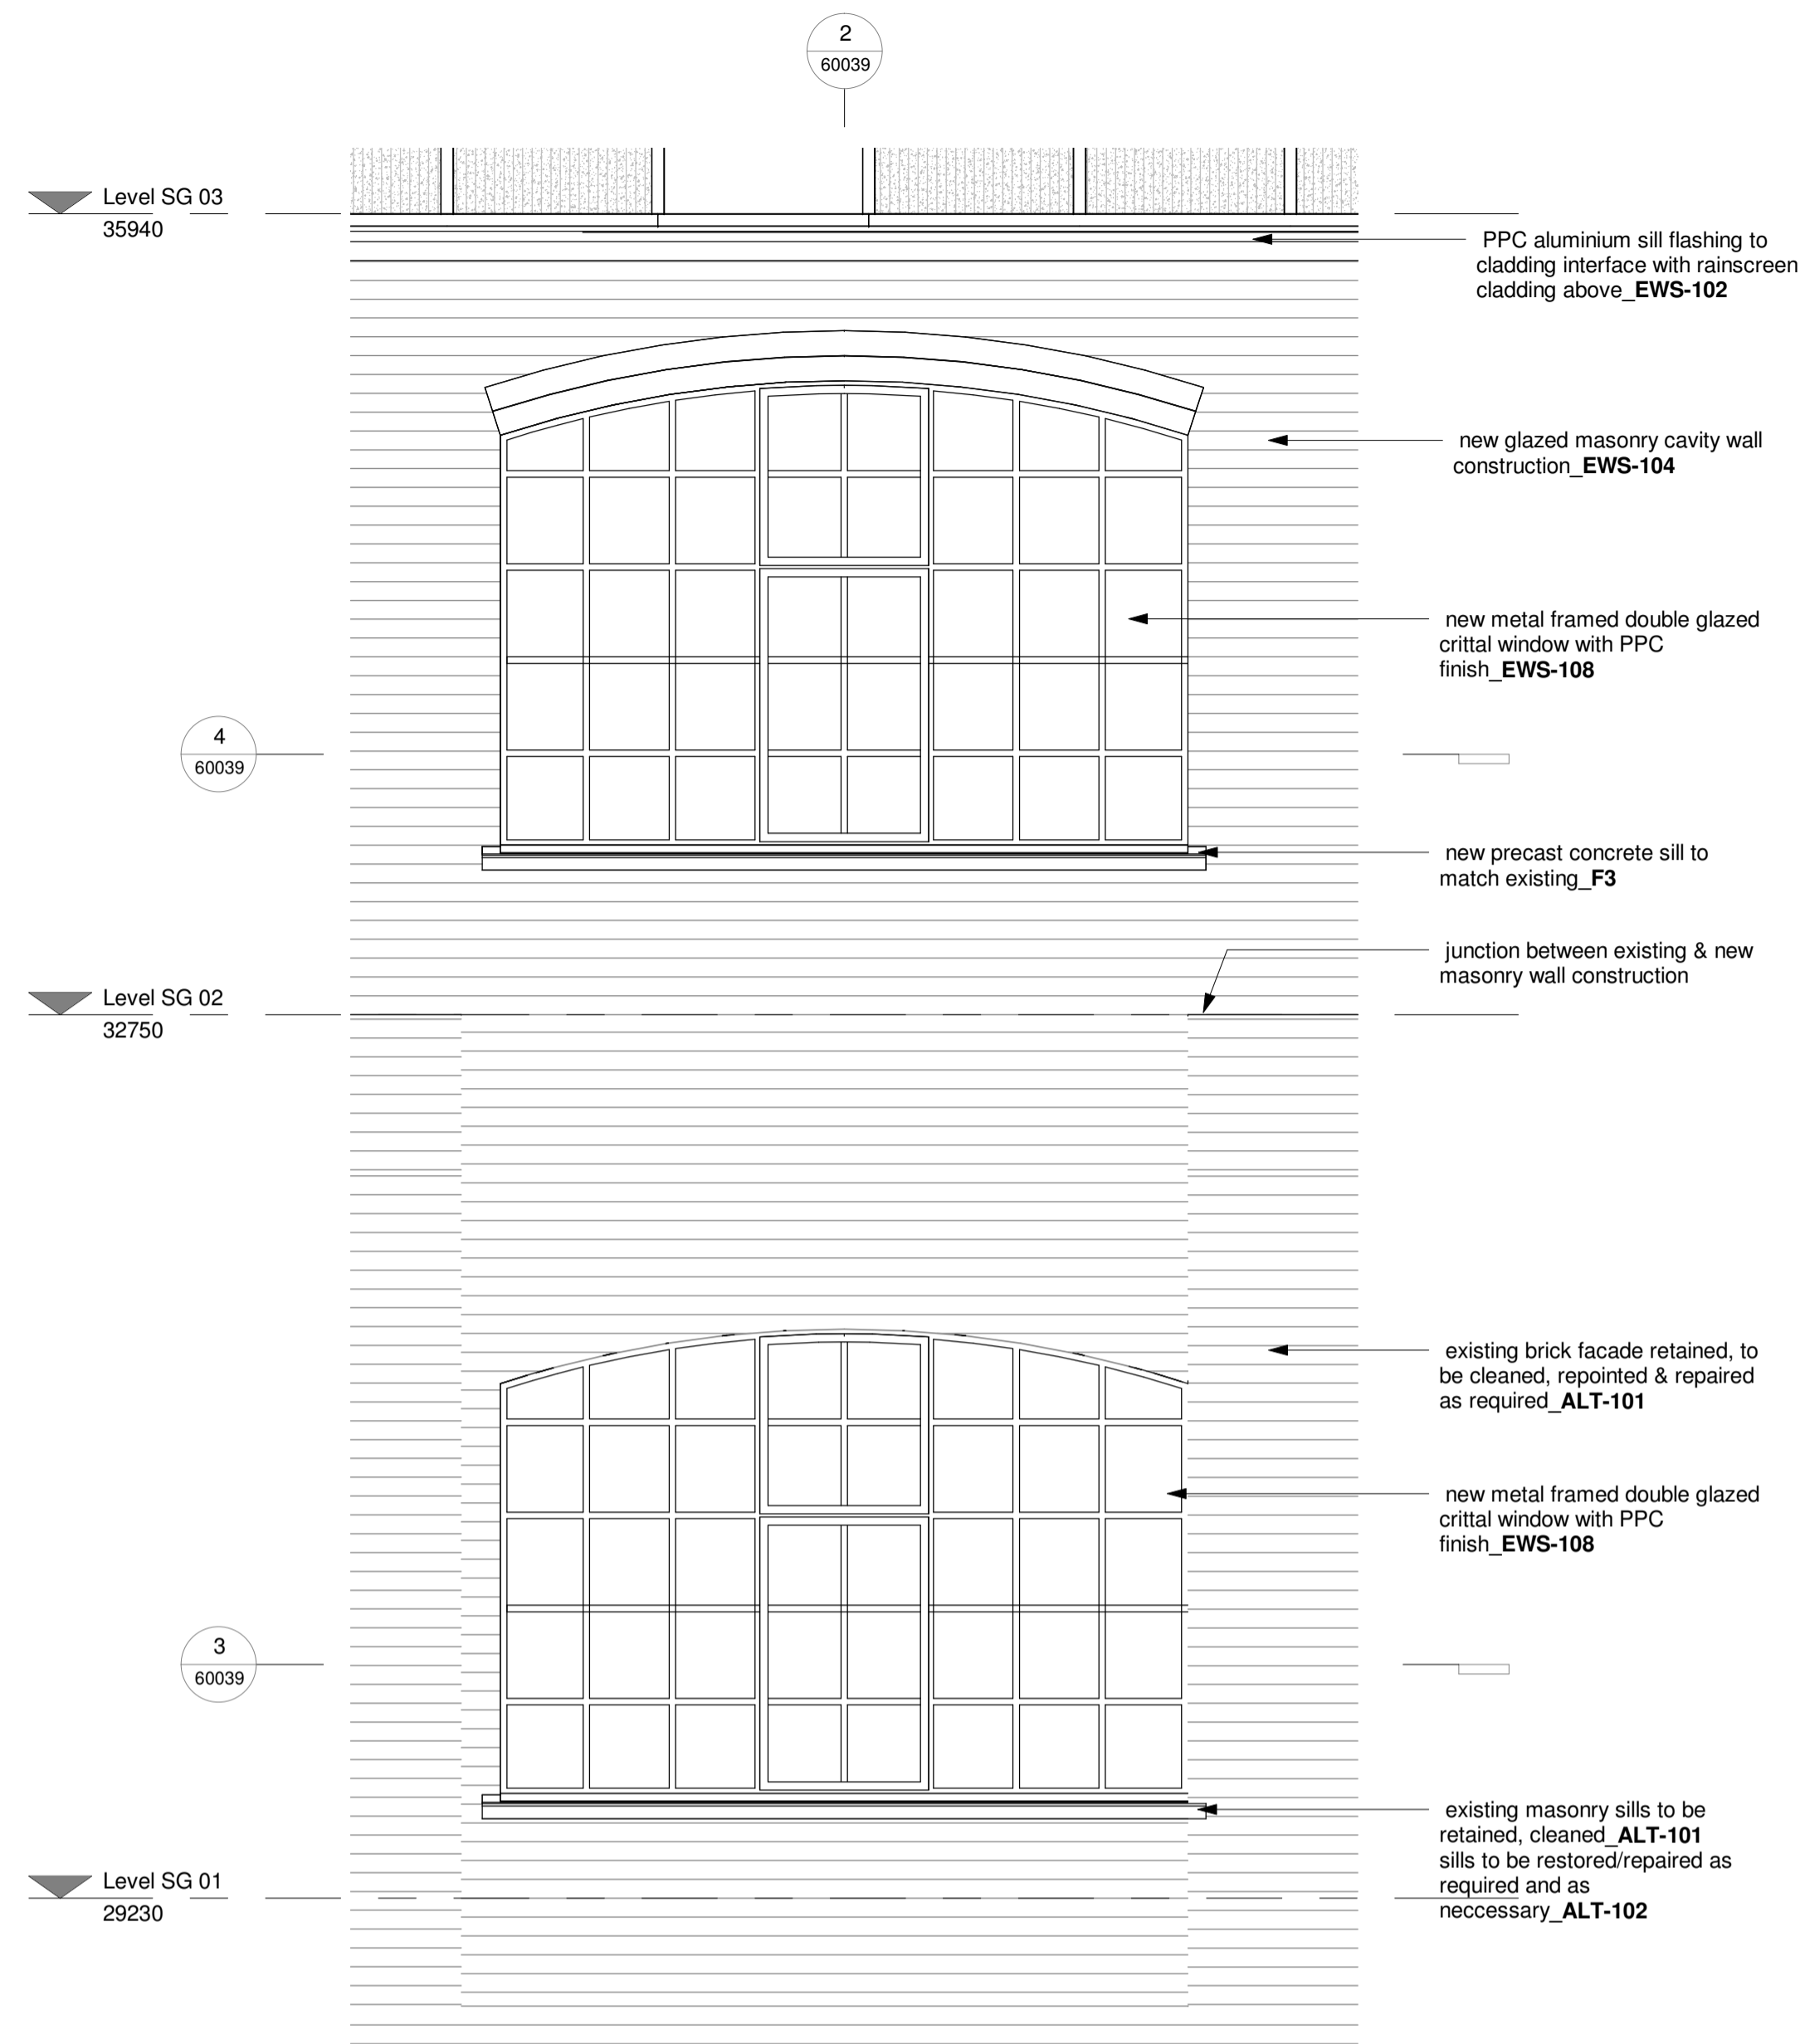 2
60039
Level SG 03
35940
PPC aluminium sill flashing to
cladding interface with rainscreen
cladding above_EWS-102
new glazed masonry cavity wall
construction_EWS-104
new metal framed double glazed
crittal window with PPC
finish_EWS-108
4
60039
new precast concrete sill to
match existing_F3
junction between existing & new
masonry wall construction
Level SG 02
32750
existing brick facade retained, to
be cleaned, repointed & repaired
as required_ALT-101
new metal framed double glazed
crittal window with PPC
finish_EWS-108
3
60039
existing masonry sills to be
retained, cleaned_ALT-101
sills to be restored/repaired as
required and as
neccessary_ALT-102
Level SG 01
29230